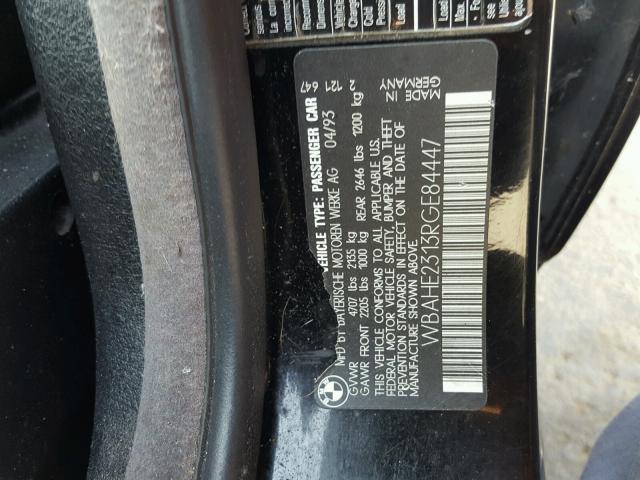 VEHICLE TYPE: PASSENGER CAR
MFD BY BAYERISCHE MOTOREN WERKE AG 04/93
GVWR 4707 lbs 2135 kg
GAWR FRONT 2205 lbs 1000 kg REAR 2646 lbs 1200 kg
THIS VEHICLE CONFORMS TO ALL APPLICABLE U.S.
FEDERAL MOTOR VEHICLE SAFETY, BUMPER AND THEFT
PREVENTION STANDARDS IN EFFECT ON THE DATE OF
MANUFACTURE SHOWN ABOVE.
MADE IN
GERMANY
WBAHE2313RGE84447